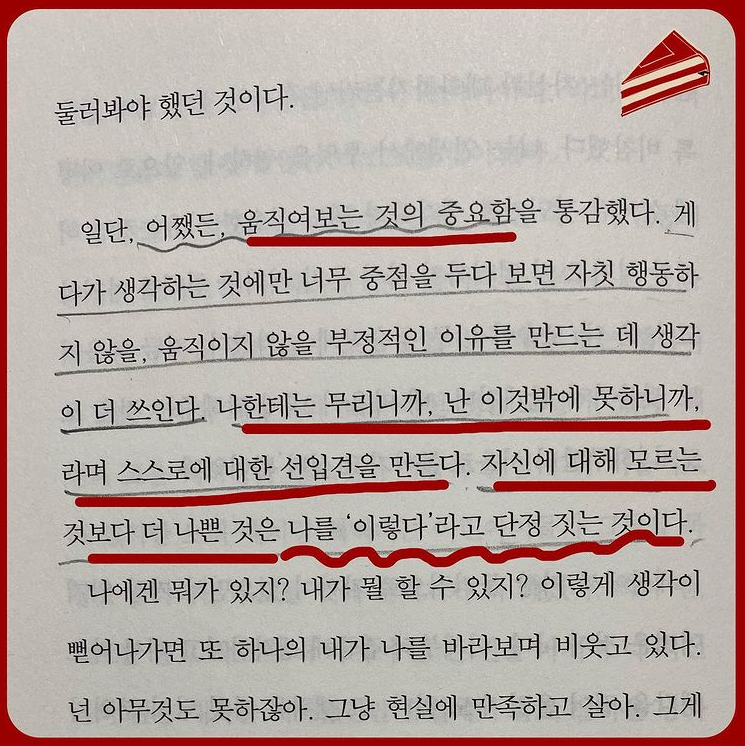 둘러봐야 했던 것이다.
일단, 어쨌든, 움직여보는 것의 중요함을 통감했다. 게
다가 생각하는 것에만 너무 중점을 두다 보면 자칫 행동하
지 않을, 움직이지 않을 부정적인 이유를 만드는 데 생각
이 더 쓰인다. 나한테는 무리니까, 난 이것밖에 못하니까,
라며 스스로에 대한 선입견을 만든다. 자신에 대해 모르는
것보다 더 나쁜 것은 나를 ‘이렇다’라고 단정 짓는 것이다.
나에겐 뭐가 있지? 내가 뭘 할 수 있지? 이렇게 생각이
뻗어나가면 또 하나의 내가 나를 바라보며 비웃고 있다.
넌 아무것도 못하잖아. 그냥 현실에 만족하고 살아. 그게